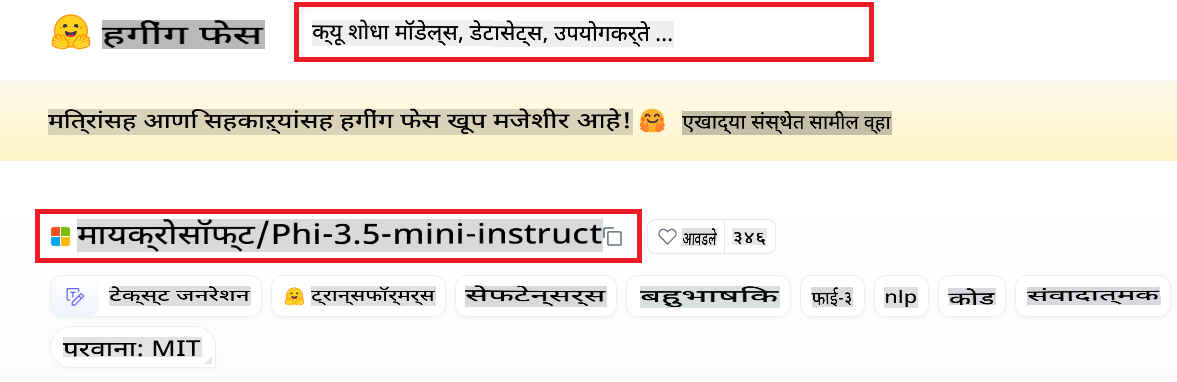 हगींग फेस
क्यू शोधा मॉडेल्स, डेटासेट्स, उपयोगकर्ते ...
मित्रांसह आणि सहकाऱ्यांसह हगींग फेस खूप मजेशीर आहे! एखाद्या संस्थेत सामील व्हा
मायक्रोसॉफ्ट/Phi-3.5-mini-instruct आवडले ३४६
टेक्स्ट जनरेशन ट्रान्सफॉर्मर्स सेफटेन्सर्स बहुभाषिक फाई-३ nlp कोड संवादात्मक
परवाना: MIT